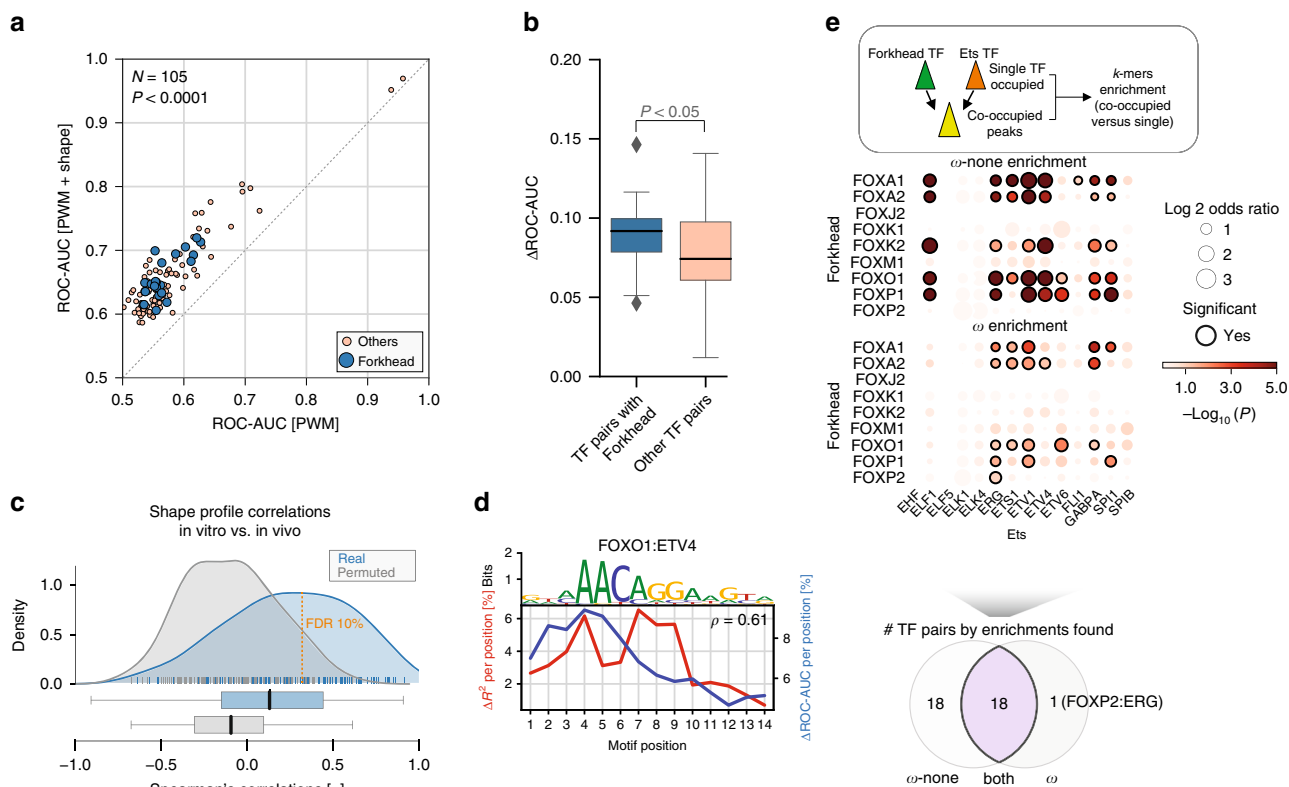 a
1.0
0.9
0.8
0.7
0.6
0.5
0.5
0.6
0.7
0.8
0.9
1.0
N = 105
P < 0.0001
Others
Forkhead
ROC-AUC [PWM + shape]
ROC-AUC [PWM]
b
0.20
0.15
0.10
0.05
0.00
ΔROC-AUC
P < 0.05
TF pairs with
Forkhead
Other TF pairs
c
Shape profile correlations
in vitro vs. in vivo
Real
Permuted
FDR 10%
Density
1.0
0.5
0.0
−1.0
−0.5
0.0
0.5
1.0
d
FOXO1:ETV4
2
1
Bits
AACAGGAAGTA
ρ = 0.61
ΔR² per position [%]
6
4
2
8
6
ΔROC-AUC per position [%]
1 2 3 4 5 6 7 8 9 10 11 12 13 14
Motif position
e
Forkhead TF
Ets TF
Single TF
occupied
Co-occupied
peaks
k-mers
enrichment
(co-occupied
versus single)
ω-none enrichment
Forkhead
FOXA1
FOXA2
FOXJ2
FOXK1
FOXK2
FOXM1
FOXO1
FOXP1
FOXP2
ω enrichment
Forkhead
FOXA1
FOXA2
FOXJ2
FOXK1
FOXK2
FOXM1
FOXO1
FOXP1
FOXP2
EHF
ELF1
ELF5
ELK1
ELK4
ERG
ETS1
ETV1
ETV4
ETV6
FLI1
GABPA
SPI1
SPIB
Ets
Log 2 odds ratio
1
2
3
Significant
Yes
1.0 3.0 5.0
−Log₁₀ (P)
# TF pairs by enrichments found
18
18
1 (FOXP2:ERG)
ω-none
both
ω